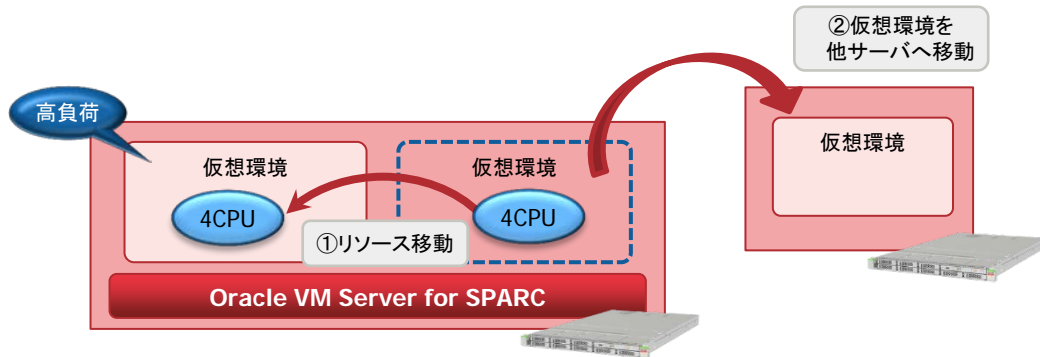 ②仮想環境を
他サーバへ移動
高負荷
仮想環境
仮想環境
仮想環境
4CPU
4CPU
①リソース移動
Oracle VM Server for SPARC